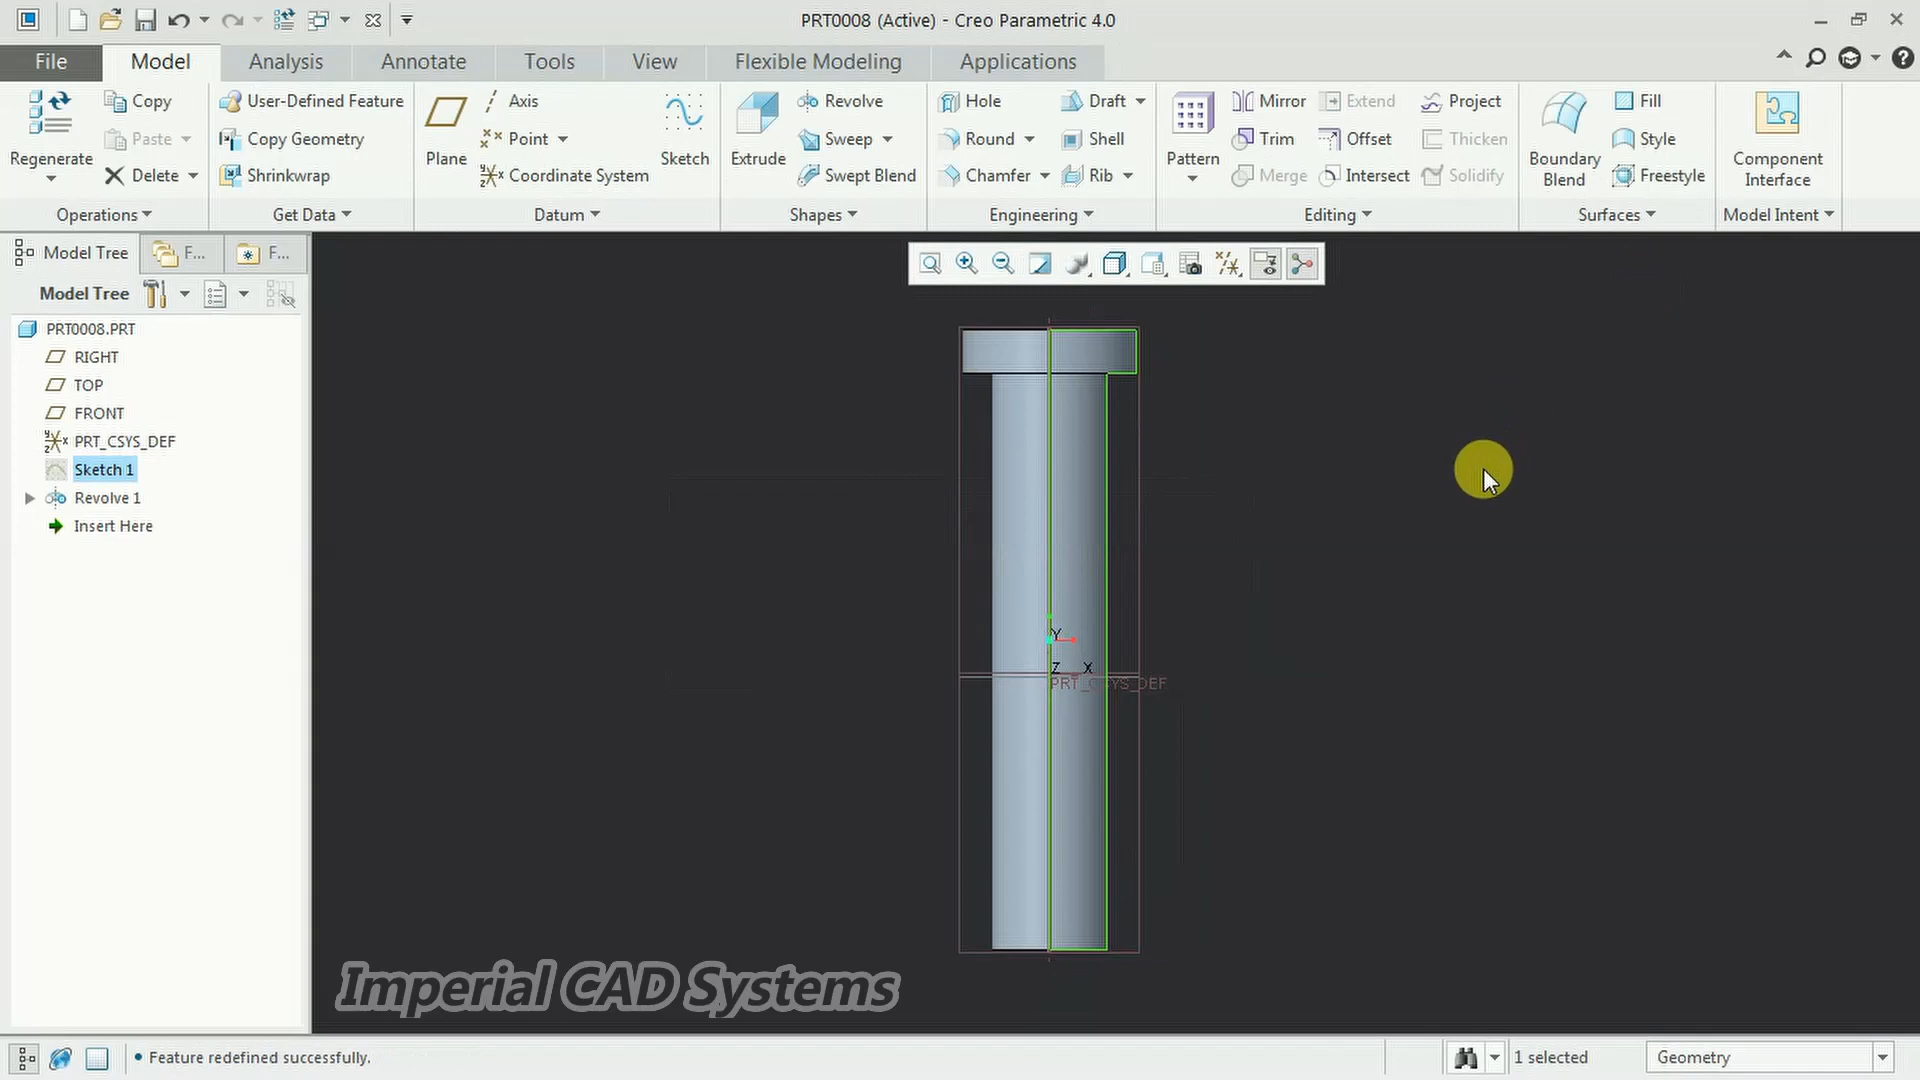 PRT0008 (Active) - Creo Parametric 4.0
File Model Analysis Annotate Tools View Flexible Modeling Applications
Regenerate
Copy
Paste
Delete
Operations
User-Defined Feature
Copy Geometry
Shrinkwrap
Get Data
Plane
Axis
Point
Coordinate System
Sketch
Datum
Extrude
Revolve
Sweep
Swept Blend
Shapes
Hole
Round
Chamfer
Draft
Shell
Rib
Engineering
Pattern
Mirror
Trim
Merge
Extend
Offset
Intersect
Project
Thicken
Solidify
Editing
Boundary
Blend
Fill
Style
Freestyle
Surfaces
Component
Interface
Model Intent
Model Tree
F...
F...
Model Tree
PRT0008.PRT
RIGHT
TOP
FRONT
PRT_CSYS_DEF
Sketch 1
Revolve 1
Insert Here
Y
Z X
PRT_CSYS_DEF
Imperial CAD Systems
Feature redefined successfully.
1 selected
Geometry